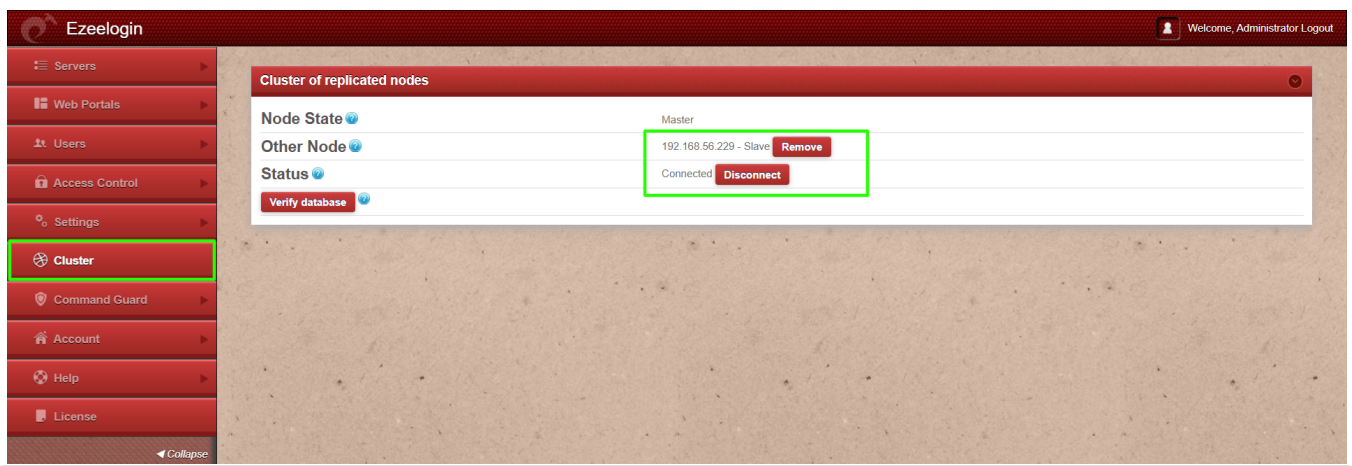 Ezeelogin
Welcome, Administrator Logout
Servers
Web Portals
Users
Access Control
Settings
Cluster
Command Guard
Account
Help
License
Collapse
Cluster of replicated nodes
Node State Master
Other Node 192.168.56.229 - Slave Remove
Status Connected Disconnect
Verify database